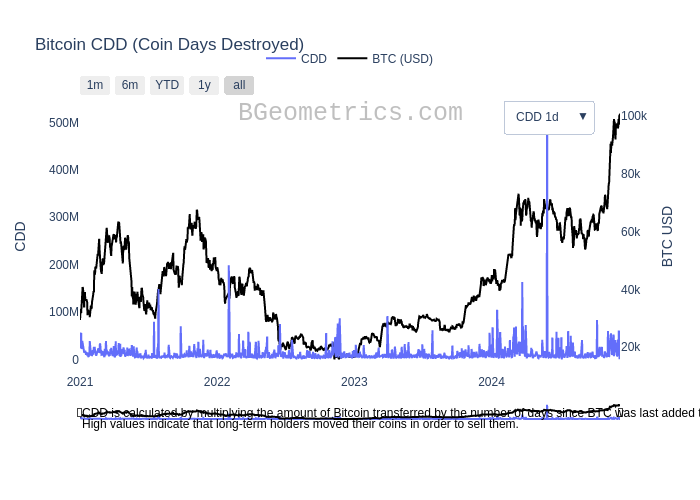 Bitcoin CDD (Coin Days Destroyed)
CDD BTC (USD)
1m 6m YTD 1y all
BGeometrics.com
CDD 1d ▼
500M
400M
300M
200M
100M
0
CDD
100k
80k
60k
40k
20k
BTC USD
2021 2022 2023 2024
CDD is calculated by multiplying the amount of Bitcoin transferred by the number of days since BTC was last added t
High values indicate that long-term holders moved their coins in order to sell them.